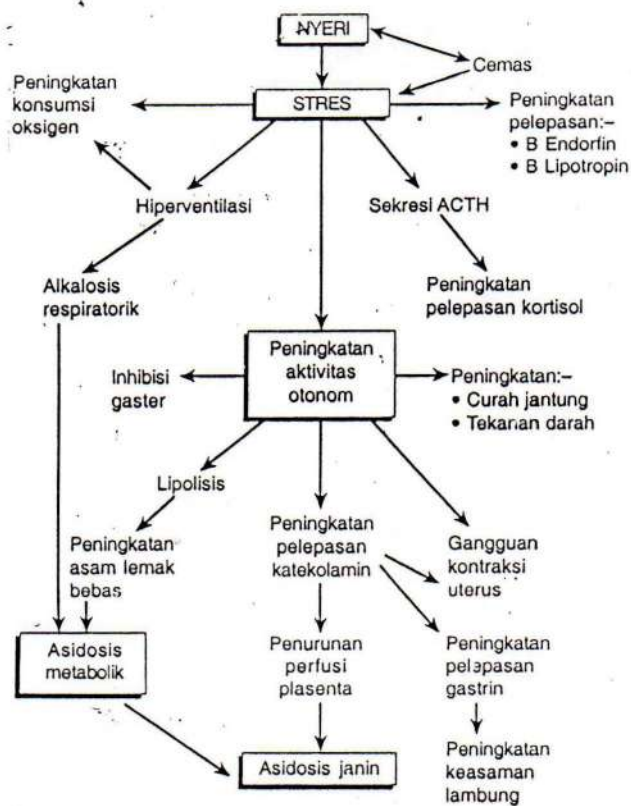 NYERI
Cemas
STRES
Peningkatan
konsumsi
oksigen
Peningkatan
pelepasan:–
• B Endorfin
• B Lipotropin
Hiperventilasi
Sekresi ACTH
Alkalosis
respiratorik
Peningkatan
pelepasan kortisol
Peningkatan
aktivitas
otonom
Inhibisi
gaster
Peningkatan:–
• Curah jantung
• Tekanan darah
Lipolisis
Peningkatan
asam lemak
bebas
Peningkatan
pelepasan
katekolamin
Gangguan
kontraksi
uterus
Asidosis
metabolik
Penurunan
perfusi
plasenta
Peningkatan
pelepasan
gastrin
Asidosis janin
Peningkatan
keasaman
lambung